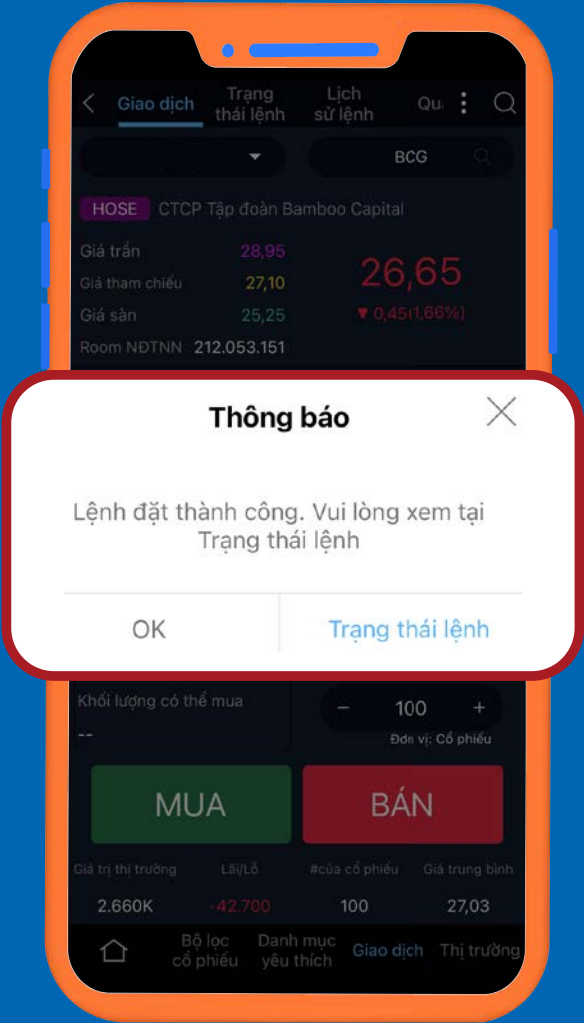 Giao dịch
Trạng thái lệnh
Lịch sử lệnh
Qu
BCG
HOSE CTCP Tập đoàn Bamboo Capital
Giá trần 28,95
Giá tham chiếu 27,10
Giá sàn 25,25
Room NĐTNN 212.053.151
26,65
▼ 0,45(1,66%)
Thông báo
Lệnh đặt thành công. Vui lòng xem tại
Trạng thái lệnh
OK Trạng thái lệnh
Khối lượng có thể mua
--
− 100 +
Đơn vị: Cổ phiếu
MUA BÁN
Giá trị thị trường Lãi/Lỗ #của cổ phiếu Giá trung bình
2.660K -42.700 100 27,03
Bộ lọc cổ phiếu
Danh mục yêu thích
Giao dịch
Thị trường